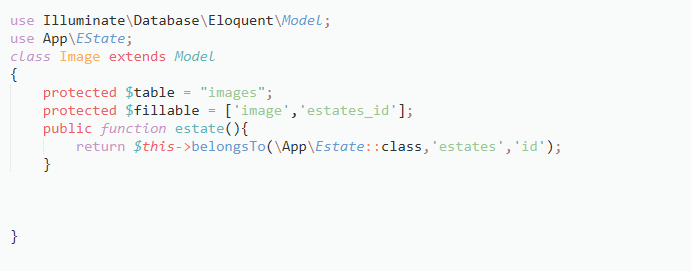 use Illuminate\Database\Eloquent\Model;
use App\EState;
class Image extends Model
{
    protected $table = "images";
    protected $fillable = ['image','estates_id'];
    public function estate(){
        return $this->belongsTo(\App\Estate::class,'estates','id');
    }
}